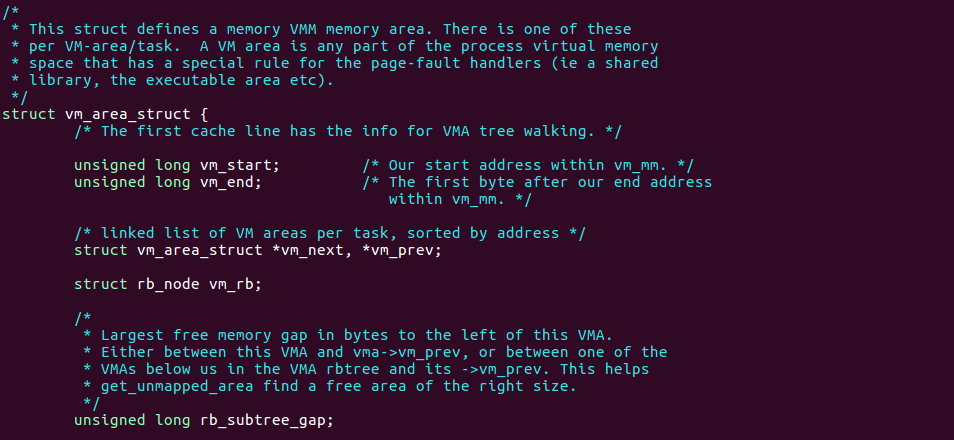 /*
 * This struct defines a memory VMM memory area. There is one of these
 * per VM-area/task.  A VM area is any part of the process virtual memory
 * space that has a special rule for the page-fault handlers (ie a shared
 * library, the executable area etc).
 */
struct vm_area_struct {
        /* The first cache line has the info for VMA tree walking. */

        unsigned long vm_start;         /* Our start address within vm_mm. */
        unsigned long vm_end;           /* The first byte after our end address
                                           within vm_mm. */

        /* linked list of VM areas per task, sorted by address */
        struct vm_area_struct *vm_next, *vm_prev;

        struct rb_node vm_rb;

        /*
         * Largest free memory gap in bytes to the left of this VMA.
         * Either between this VMA and vma->vm_prev, or between one of the
         * VMAs below us in the VMA rbtree and its ->vm_prev. This helps
         * get_unmapped_area find a free area of the right size.
         */
        unsigned long rb_subtree_gap;